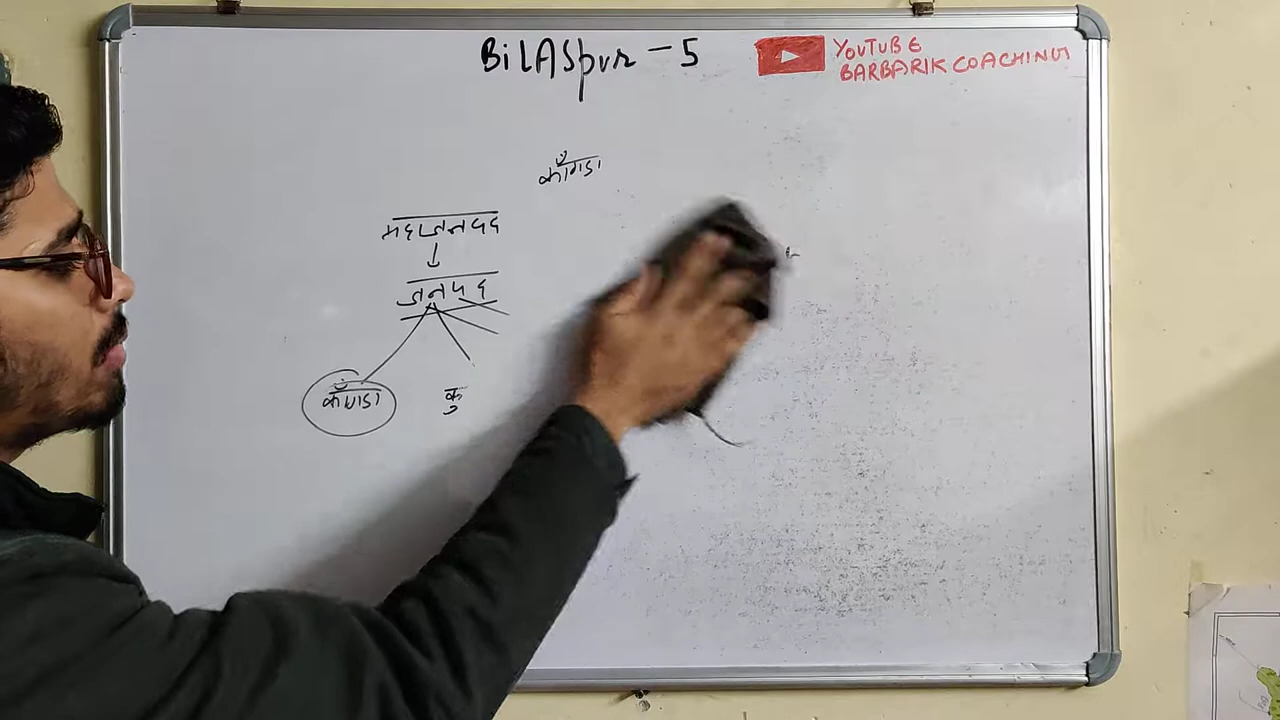 BiLASpur - 5
YOUTUBE
BARBARIK COACHING
काँगडा
महाजनपद
जनपद
काँगडा
कु